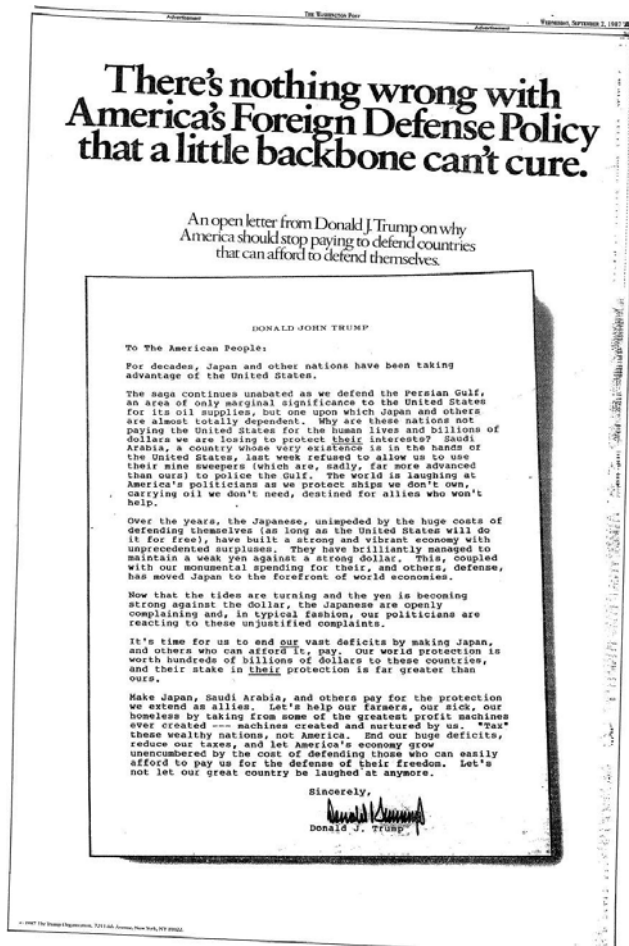 Advertisement
THE WASHINGTON POST
Advertisement
WEDNESDAY, SEPTEMBER 2, 1987
There's nothing wrong with
America's Foreign Defense Policy
that a little backbone can't cure.
An open letter from Donald J. Trump on why
America should stop paying to defend countries
that can afford to defend themselves.
DONALD JOHN TRUMP
To The American People:
For decades, Japan and other nations have been taking
advantage of the United States.
The saga continues unabated as we defend the Persian Gulf,
an area of only marginal significance to the United States
for its oil supplies, but one upon which Japan and others
are almost totally dependent. Why are these nations not
paying the United States for the human lives and billions of
dollars we are losing to protect their interests? Saudi
Arabia, a country whose very existence is in the hands of
the United States, last week refused to allow us to use
their mine sweepers (which are, sadly, far more advanced
than ours) to police the Gulf. The world is laughing at
America's politicians as we protect ships we don't own,
carrying oil we don't need, destined for allies who won't
help.
Over the years, the Japanese, unimpeded by the huge costs of
defending themselves (as long as the United States will do
it for free), have built a strong and vibrant economy with
unprecedented surpluses. They have brilliantly managed to
maintain a weak yen against a strong dollar. This, coupled
with our monumental spending for their, and others, defense,
has moved Japan to the forefront of world economies.
Now that the tides are turning and the yen is becoming
strong against the dollar, the Japanese are openly
complaining and, in typical fashion, our politicians are
reacting to these unjustified complaints.
It's time for us to end our vast deficits by making Japan,
and others who can afford it, pay. Our world protection is
worth hundreds of billions of dollars to these countries,
and their stake in their protection is far greater than
ours.
Make Japan, Saudi Arabia, and others pay for the protection
we extend as allies. Let's help our farmers, our sick, our
homeless by taking from some of the greatest profit machines
ever created --- machines created and nurtured by us. "Tax"
these wealthy nations, not America. End our huge deficits,
reduce our taxes, and let America's economy grow
unencumbered by the cost of defending those who can easily
afford to pay us for the defense of their freedom. Let's
not let our great country be laughed at anymore.
Sincerely,
Donald J. Trump
© 1987 The Trump Organization, 725 Fifth Avenue, New York, NY 10022